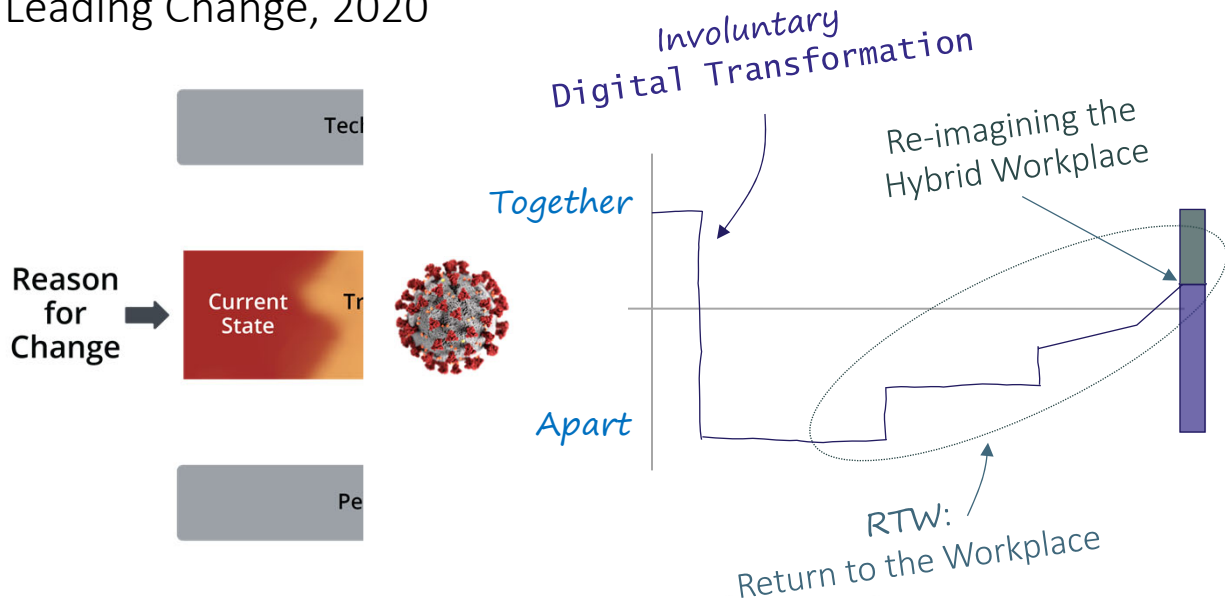 Leading Change, 2020
Involuntary
Digital Transformation
Re-imagining the
Hybrid Workplace
Tecl
Together
Reason
for
Change
Current
State
Tr
Apart
Pe
RTW:
Return to the Workplace